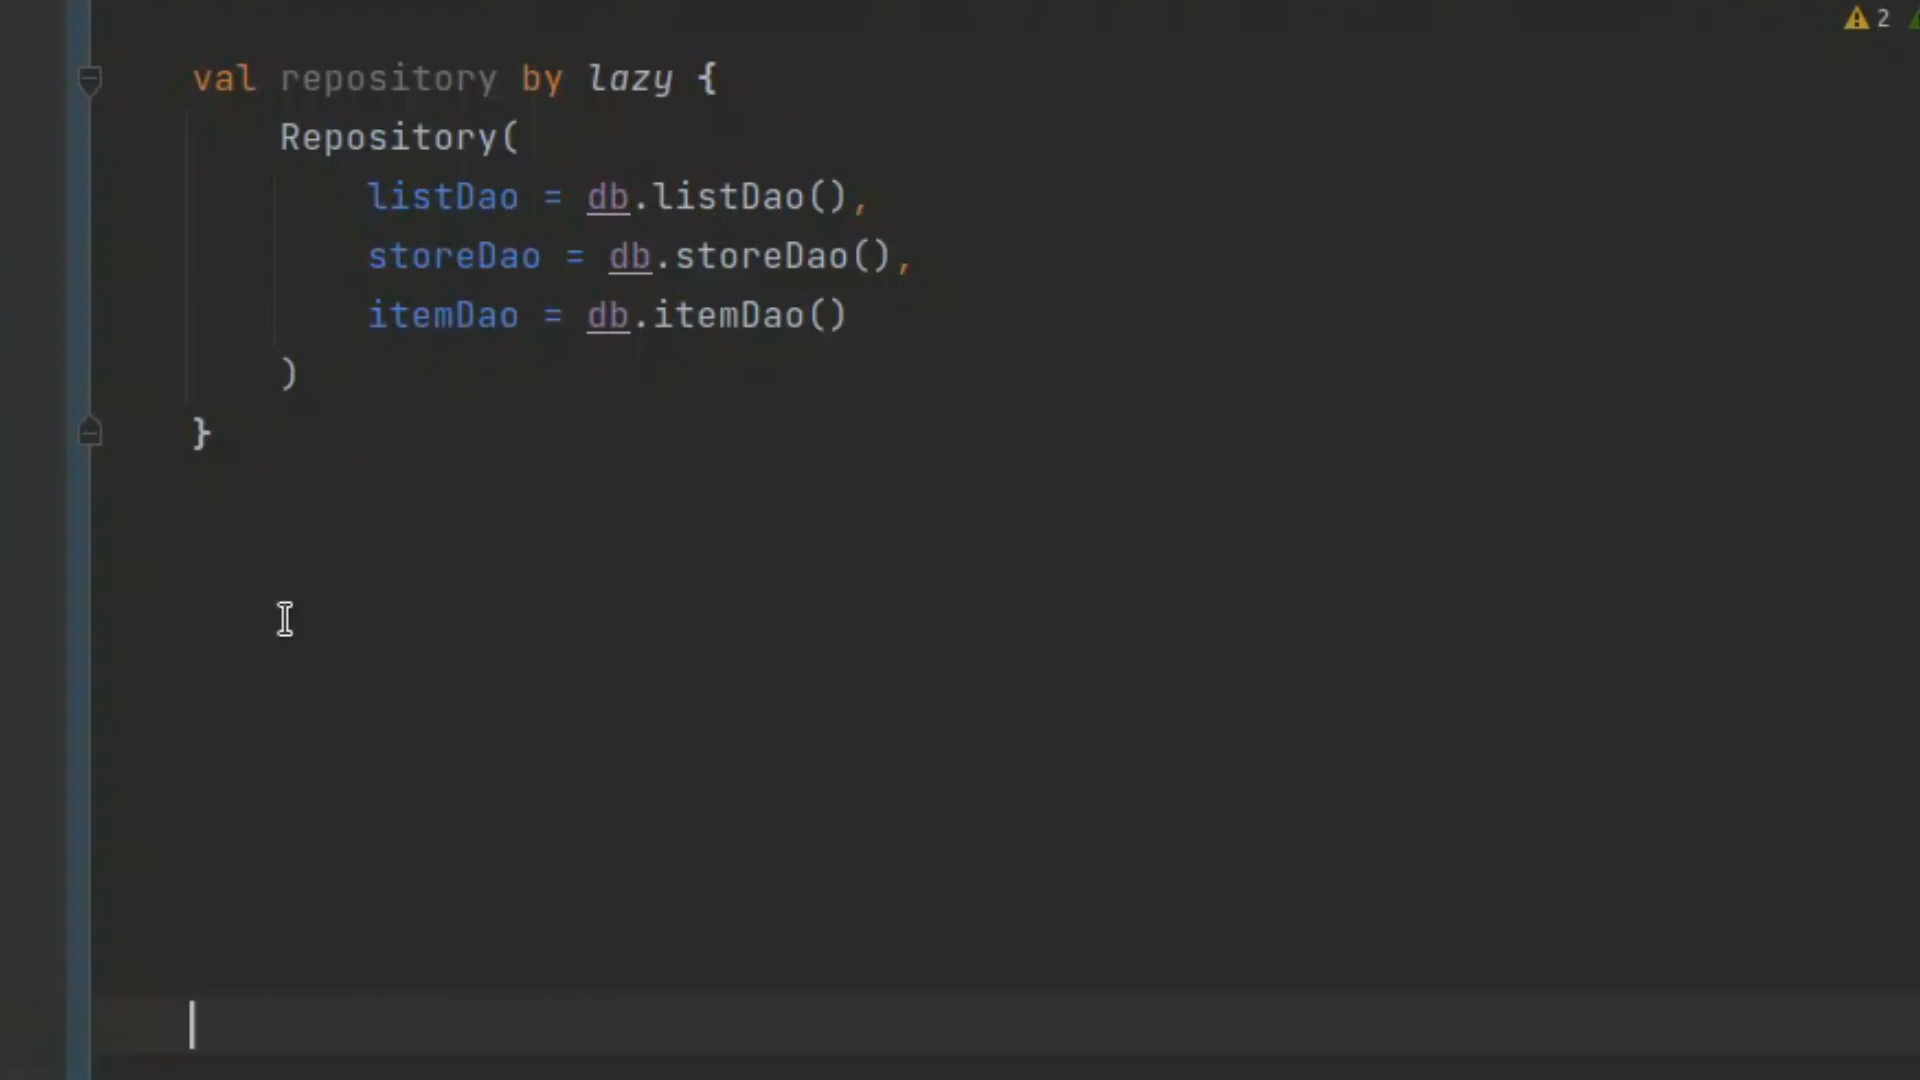 2
val repository by lazy {
Repository(
listDao = db.listDao(),
storeDao = db.storeDao(),
itemDao = db.itemDao()
)
}